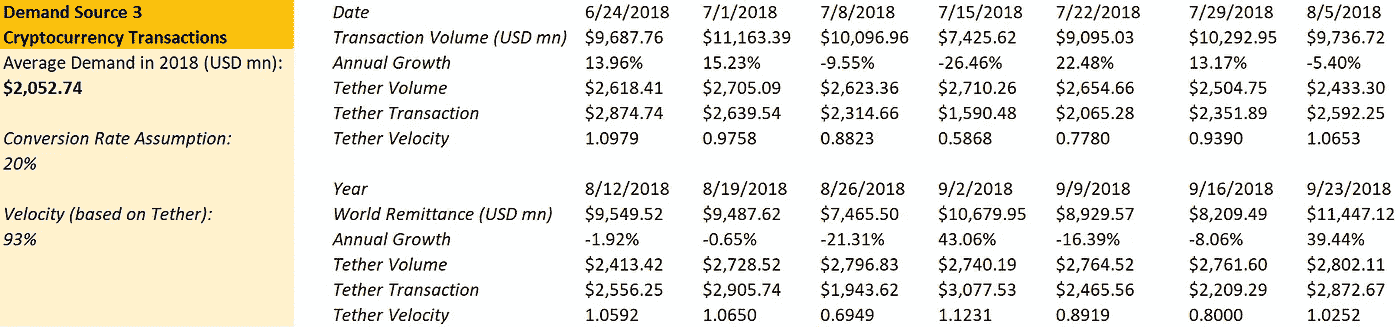 Demand Source 3 Date 6/24/2018 7/1/2018 7/8/2018 7/15/2018 7/22/2018 7/29/2018 8/5/2018
Cryptocurrency Transactions Transaction Volume (USD mn) $9,687.76 $11,163.39 $10,096.96 $7,425.62 $9,095.03 $10,292.95 $9,736.72
Average Demand in 2018 (USD mn): Annual Growth 13.96% 15.23% -9.55% -26.46% 22.48% 13.17% -5.40%
$2,052.74 Tether Volume $2,618.41 $2,705.09 $2,623.36 $2,710.26 $2,654.66 $2,504.75 $2,433.30
Tether Transaction $2,874.74 $2,639.54 $2,314.66 $1,590.48 $2,065.28 $2,351.89 $2,592.25
Conversion Rate Assumption: Tether Velocity 1.0979 0.9758 0.8823 0.5868 0.7780 0.9390 1.0653
20%
Year 8/12/2018 8/19/2018 8/26/2018 9/2/2018 9/9/2018 9/16/2018 9/23/2018
Velocity (based on Tether): World Remittance (USD mn) $9,549.52 $9,487.62 $7,465.50 $10,679.95 $8,929.57 $8,209.49 $11,447.12
93% Annual Growth -1.92% -0.65% -21.31% 43.06% -16.39% -8.06% 39.44%
Tether Volume $2,413.42 $2,728.52 $2,796.83 $2,740.19 $2,764.52 $2,761.60 $2,802.11
Tether Transaction $2,556.25 $2,905.74 $1,943.62 $3,077.53 $2,465.56 $2,209.29 $2,872.67
Tether Velocity 1.0592 1.0650 0.6949 1.1231 0.8919 0.8000 1.0252